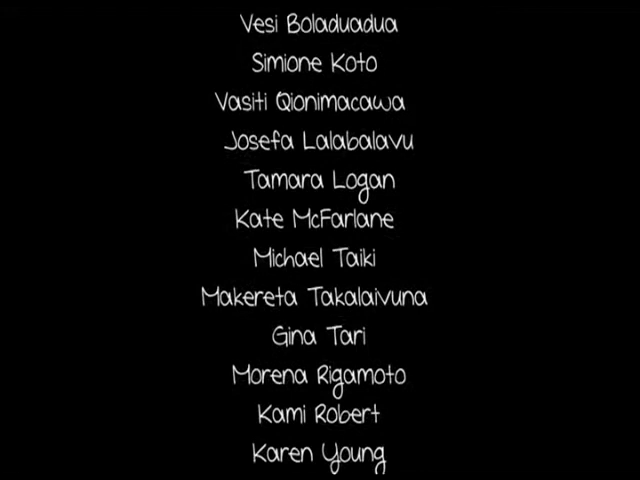 Vesi Boladuadua
Simione Koto
Vasiti Qionimacawa
Josefa Lalabalavu
Tamara Logan
Kate McFarlane
Michael Taiki
Makereta Takalaivuna
Gina Tari
Morena Rigamoto
Kami Robert
Karen Young